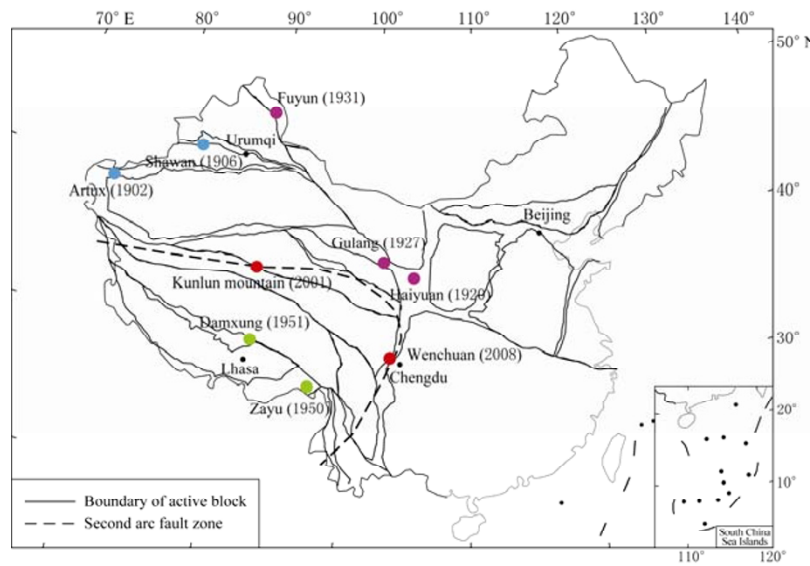 70° E 80° 90° 100° 110° 120° 130° 140°
50° N
Fuyun (1931)
Urumqi
Shawan (1906)
Artux (1902)
40°
Beijing
Gulang (1927)
Kunlun mountain (2001)
Haiyuan (1920)
Damxung (1951)
30°
Wenchuan (2008)
Lhasa
Chengdu
Zayu (1950)
20°
10°
Boundary of active block
Second arc fault zone
South China
Sea Islands
110° 120°